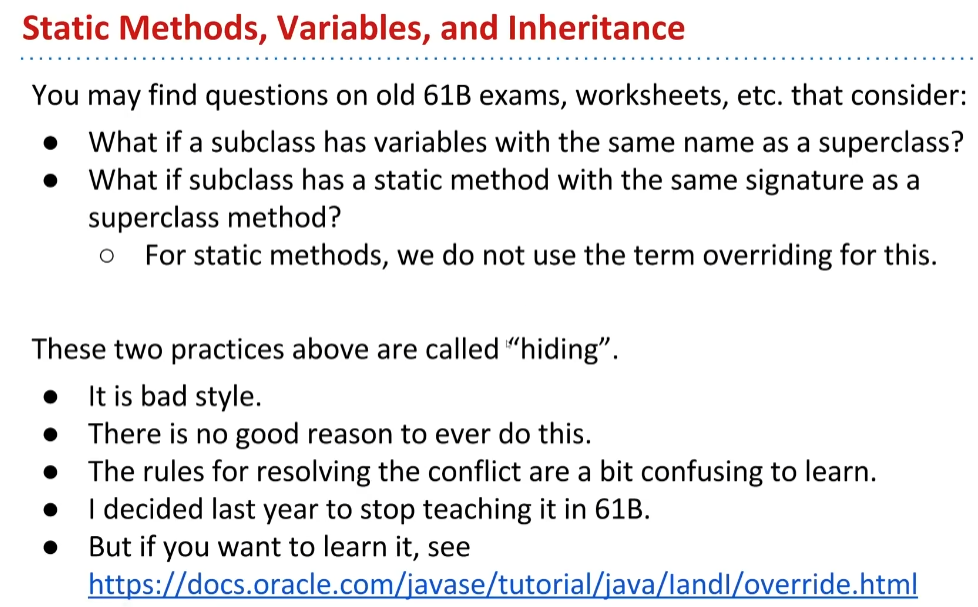 Static Methods, Variables, and Inheritance
You may find questions on old 61B exams, worksheets, etc. that consider:
● What if a subclass has variables with the same name as a superclass?
● What if subclass has a static method with the same signature as a
superclass method?
○ For static methods, we do not use the term overriding for this.
These two practices above are called “hiding”.
● It is bad style.
● There is no good reason to ever do this.
● The rules for resolving the conflict are a bit confusing to learn.
● I decided last year to stop teaching it in 61B.
● But if you want to learn it, see
https://docs.oracle.com/javase/tutorial/java/IandI/override.html